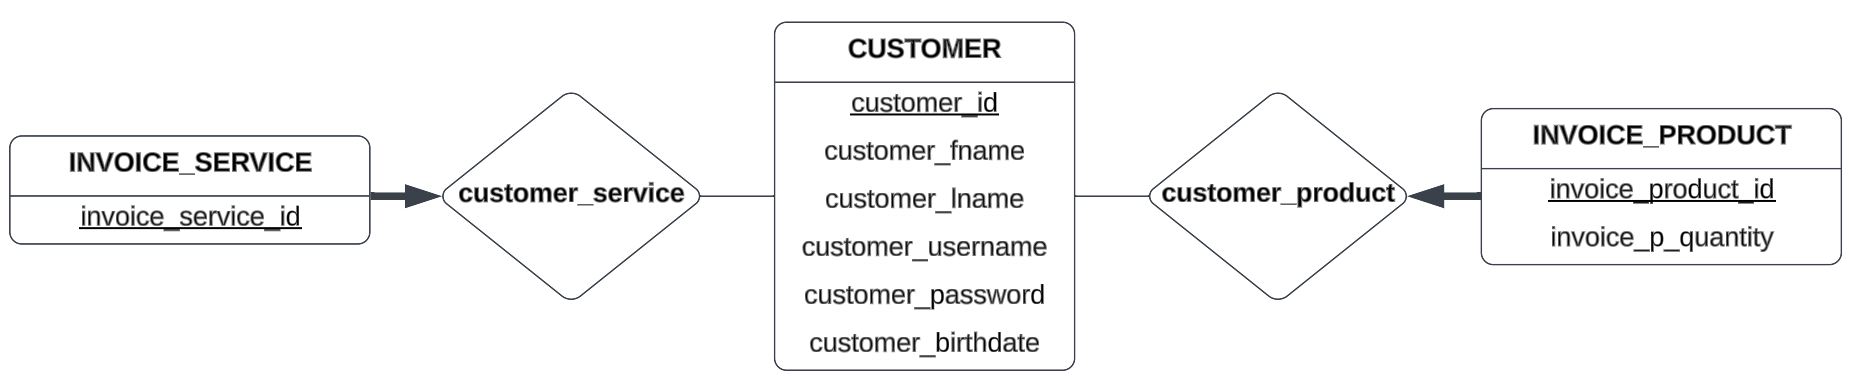 INVOICE_SERVICE
invoice_service_id
customer_service
CUSTOMER
customer_id
customer_fname
customer_lname
customer_username
customer_password
customer_birthdate
customer_product
INVOICE_PRODUCT
invoice_product_id
invoice_p_quantity